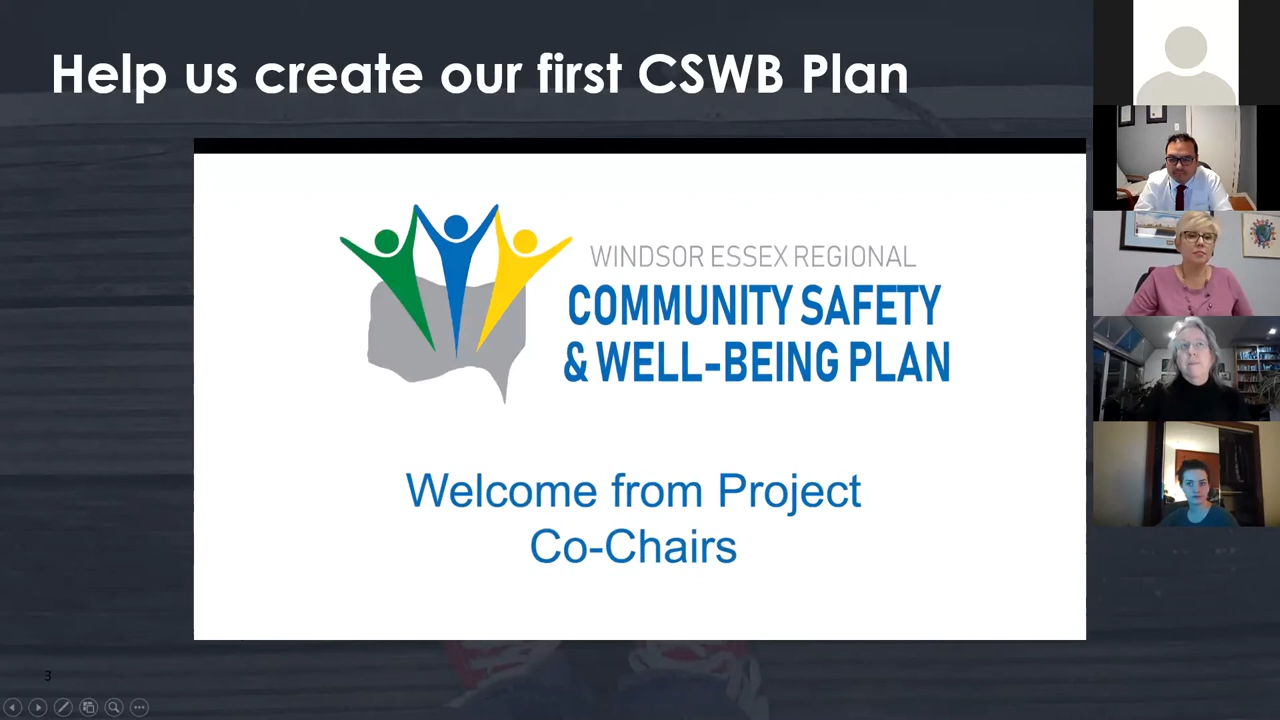 Help us create our first CSWB Plan
WINDSOR ESSEX REGIONAL
COMMUNITY SAFETY
& WELL-BEING PLAN
Welcome from Project
Co-Chairs
3